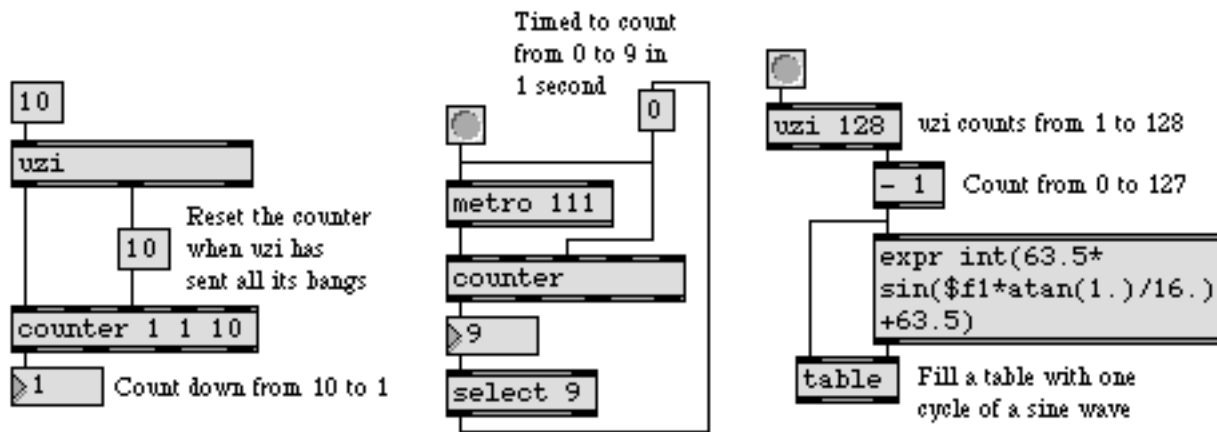 10
uzi
10
Reset the counter
when uzi has
sent all its bangs
counter 1 1 10
1
Count down from 10 to 1
Timed to count
from 0 to 9 in
1 second
0
metro 111
counter
9
select 9
uzi 128
uzi counts from 1 to 128
- 1
Count from 0 to 127
expr int(63.5*
sin($f1*atan(1.)/16.)
+63.5)
table
Fill a table with one
cycle of a sine wave